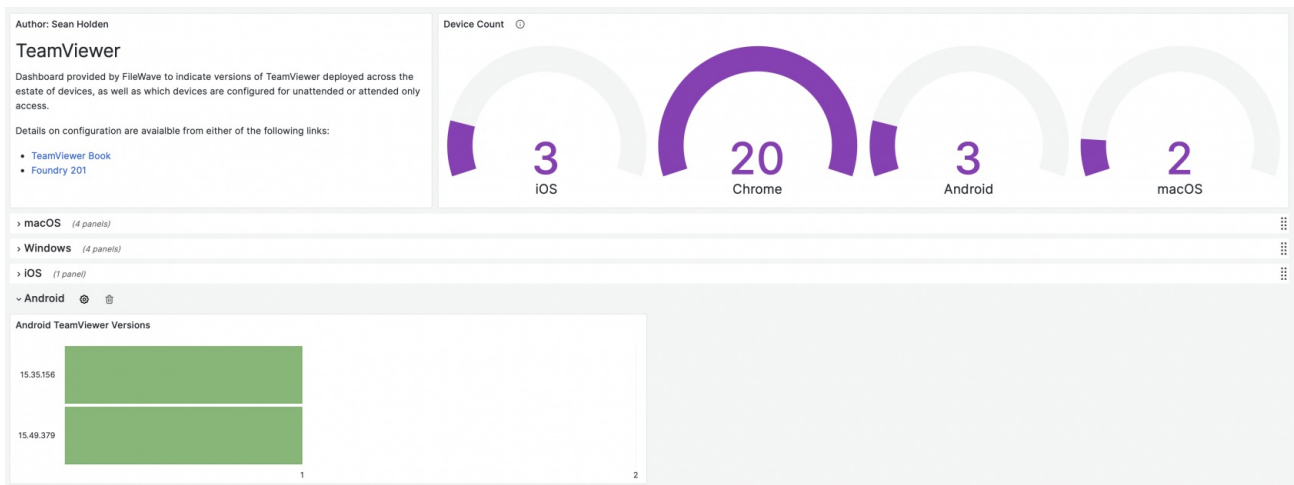 Author: Sean Holden
TeamViewer
Dashboard provided by FileWave to indicate versions of TeamViewer deployed across the
estate of devices, as well as which devices are configured for unattended or attended only
access.
Details on configuration are avaialble from either of the following links:
TeamViewer Book
Foundry 201
Device Count
3
iOS
20
Chrome
3
Android
2
macOS
macOS (4 panels)
Windows (4 panels)
iOS (1 panel)
Android
Android TeamViewer Versions
15.35.156
15.49.379
1 2